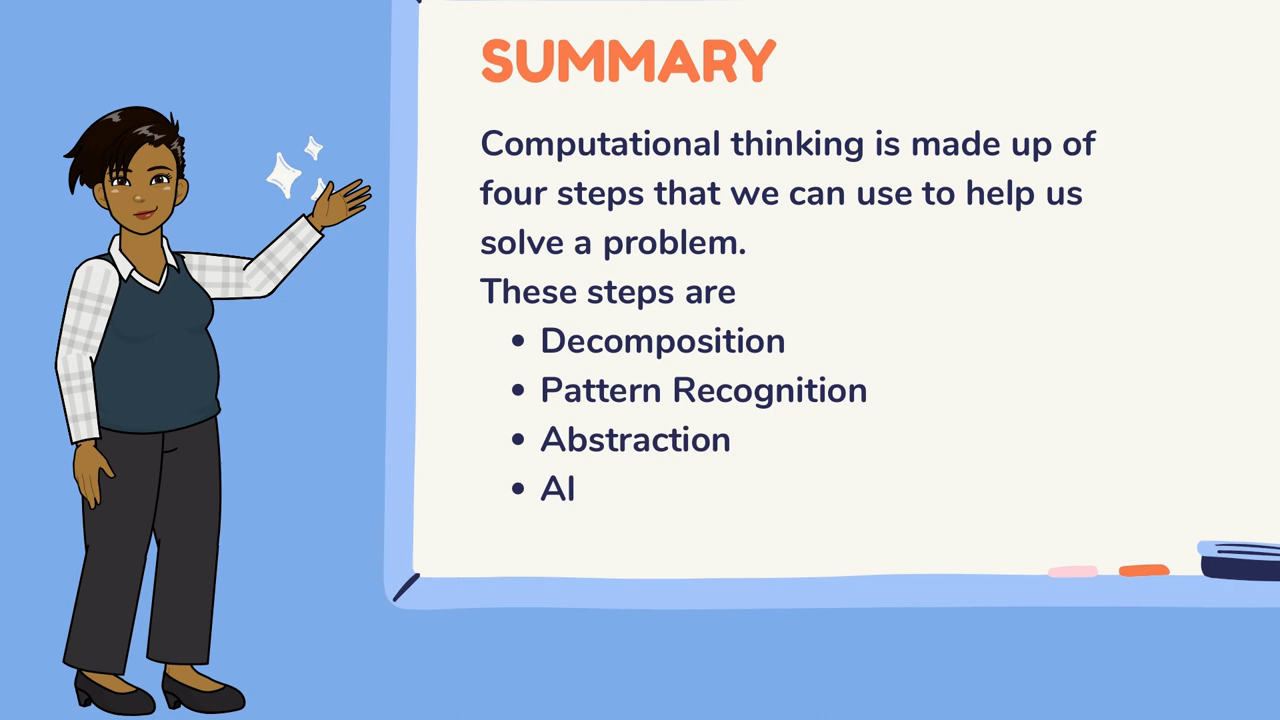 SUMMARY
Computational thinking is made up of
four steps that we can use to help us
solve a problem.
These steps are
• Decomposition
• Pattern Recognition
• Abstraction
• AI